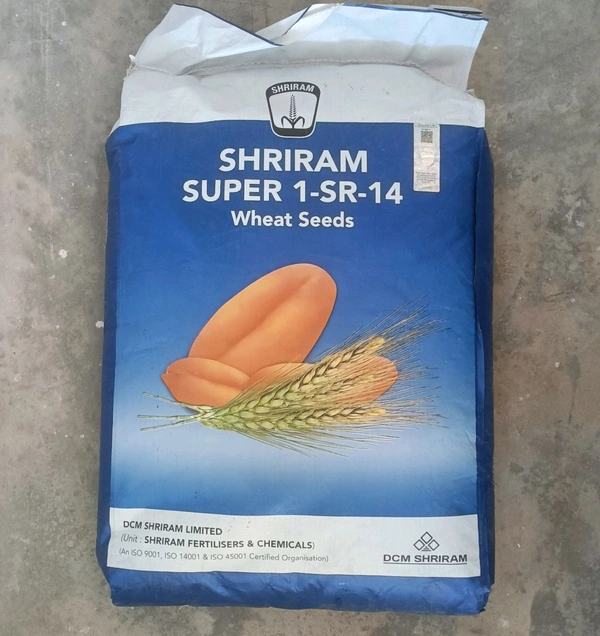 SHRIRAM
SHRIRAM
SUPER 1-SR-14
Wheat Seeds
DCM SHRIRAM LIMITED
(Unit : SHRIRAM FERTILISERS & CHEMICALS)
(An ISO 9001, ISO 14001 & ISO 45001 Certified Organisation)
DCM SHRIRAM